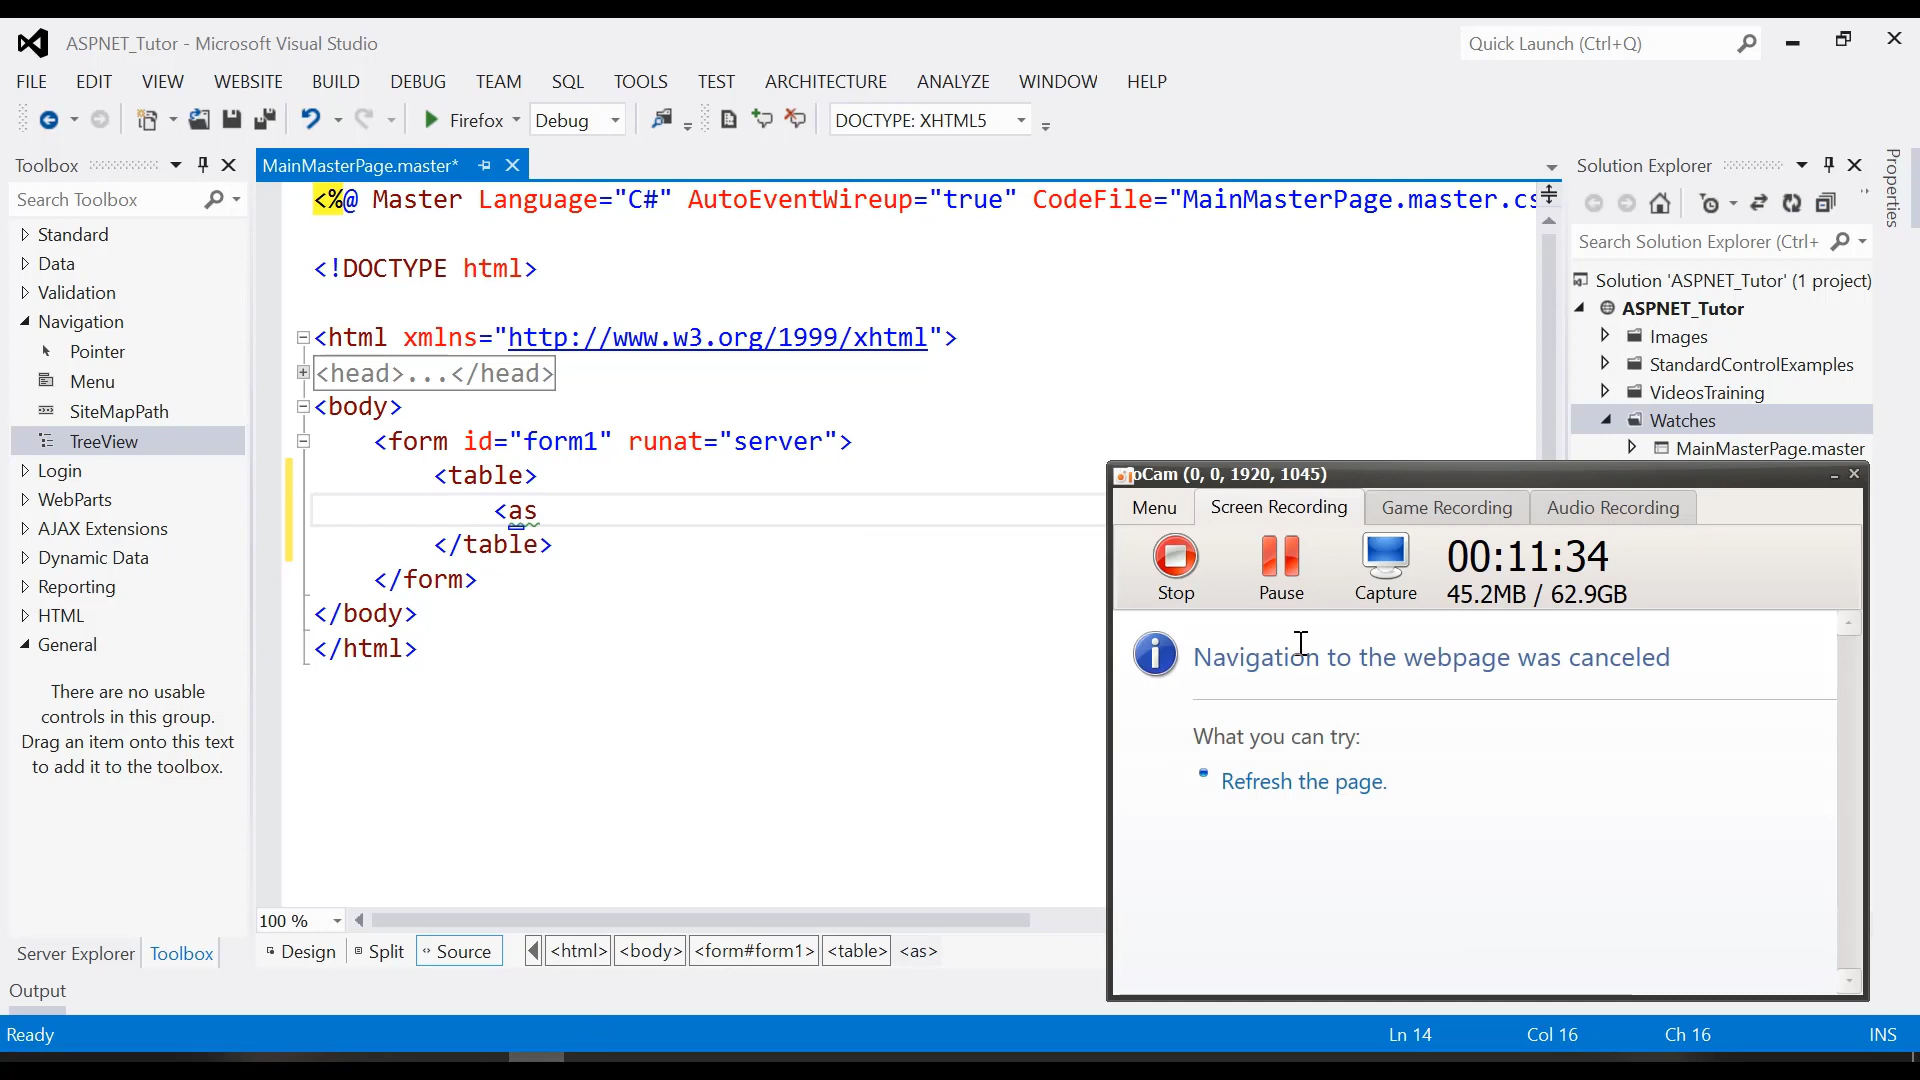 ASPNET_Tutor - Microsoft Visual Studio
Quick Launch (Ctrl+Q)
FILE EDIT VIEW WEBSITE BUILD DEBUG TEAM SQL TOOLS TEST ARCHITECTURE ANALYZE WINDOW HELP
Firefox Debug DOCTYPE: XHTML5
Toolbox
Search Toolbox
Standard
Data
Validation
Navigation
Pointer
Menu
SiteMapPath
TreeView
Login
WebParts
AJAX Extensions
Dynamic Data
Reporting
HTML
General
There are no usable
controls in this group.
Drag an item onto this text
to add it to the toolbox.
Server Explorer Toolbox
Output
MainMasterPage.master*
<%@ Master Language="C#" AutoEventWireup="true" CodeFile="MainMasterPage.master.cs
<!DOCTYPE html>
<html xmlns="http://www.w3.org/1999/xhtml">
<head>...</head>
<body>
<form id="form1" runat="server">
<table>
<as
</table>
</form>
</body>
</html>
100 %
Design Split Source <html> <body> <form#form1> <table> <as>
Solution Explorer
Search Solution Explorer (Ctrl+
Solution 'ASPNET_Tutor' (1 project)
ASPNET_Tutor
Images
StandardControlExamples
VideosTraining
Watches
MainMasterPage.master
Properties
oCam (0, 0, 1920, 1045)
Menu Screen Recording Game Recording Audio Recording
Stop Pause Capture
00:11:34
45.2MB / 62.9GB
Navigation to the webpage was canceled
What you can try:
Refresh the page.
Ready Ln 14 Col 16 Ch 16 INS